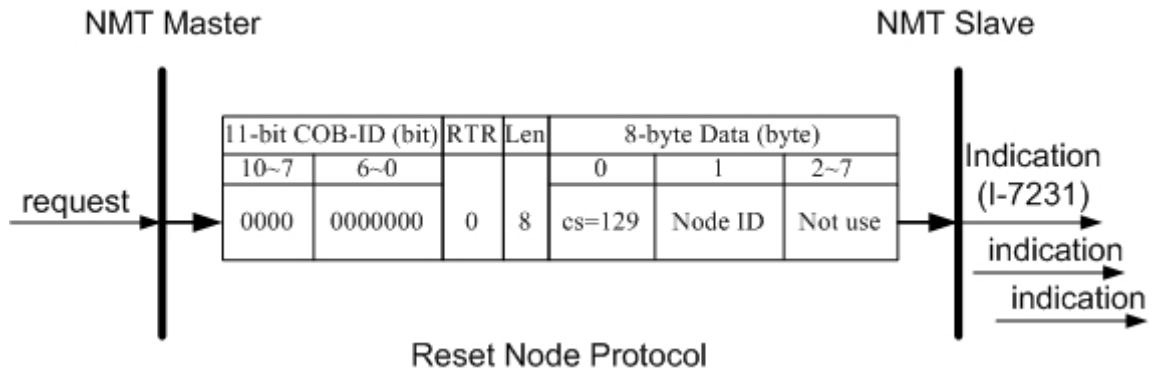 NMT Master
NMT Slave
11-bit COB-ID (bit) RTR Len 8-byte Data (byte)
10~7 6~0 0 1 2~7
0000 0000000 0 8 cs=129 Node ID Not use
request
Indication
(I-7231)
indication
indication
Reset Node Protocol